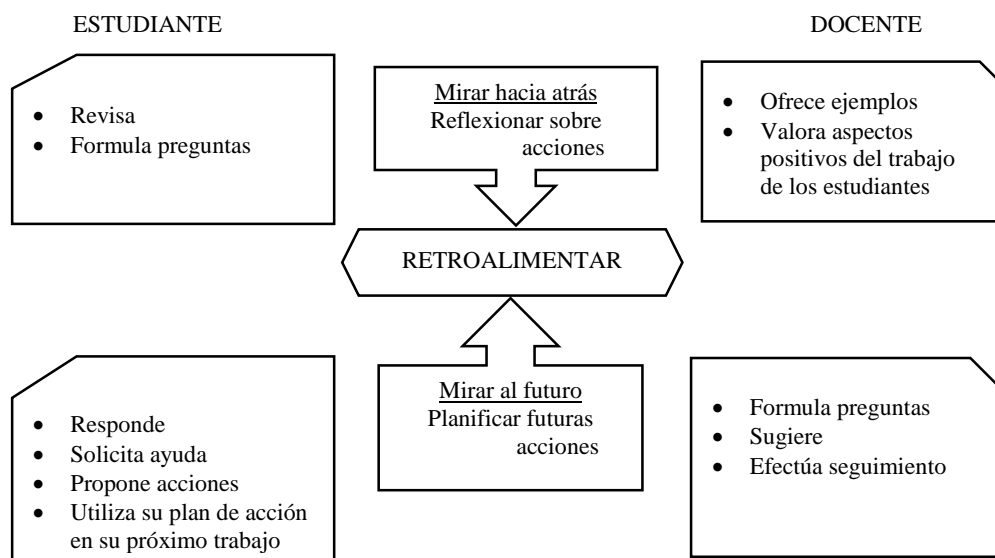 ESTUDIANTE
DOCENTE
• Revisa
• Formula preguntas
Mirar hacia atrás
Reflexionar sobre
acciones
• Ofrece ejemplos
• Valora aspectos
positivos del trabajo
de los estudiantes
RETROALIMENTAR
• Responde
• Solicita ayuda
• Propone acciones
• Utiliza su plan de acción
en su próximo trabajo
Mirar al futuro
Planificar futuras
acciones
• Formula preguntas
• Sugiere
• Efectúa seguimiento